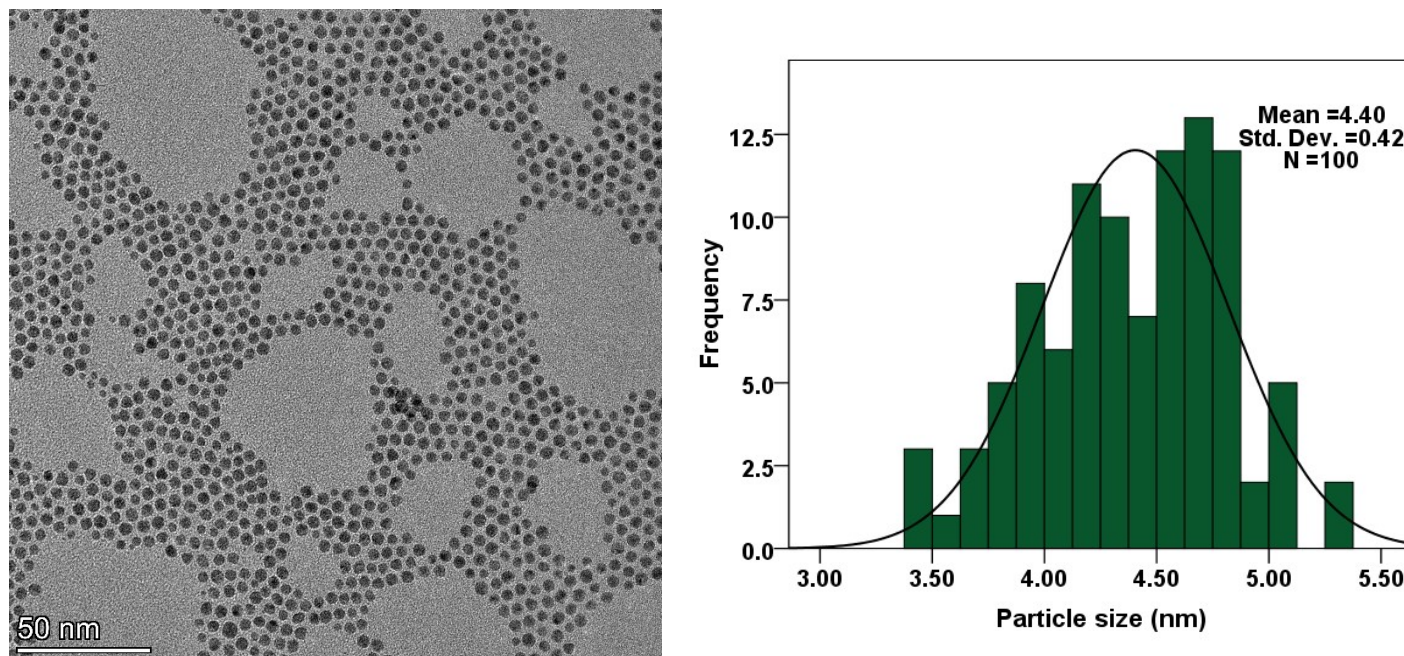 50 nm
Mean =4.40
Std. Dev. =0.42
N =100
12.5
10.0
7.5
5.0
2.5
0.0
Frequency
3.00 3.50 4.00 4.50 5.00 5.50
Particle size (nm)